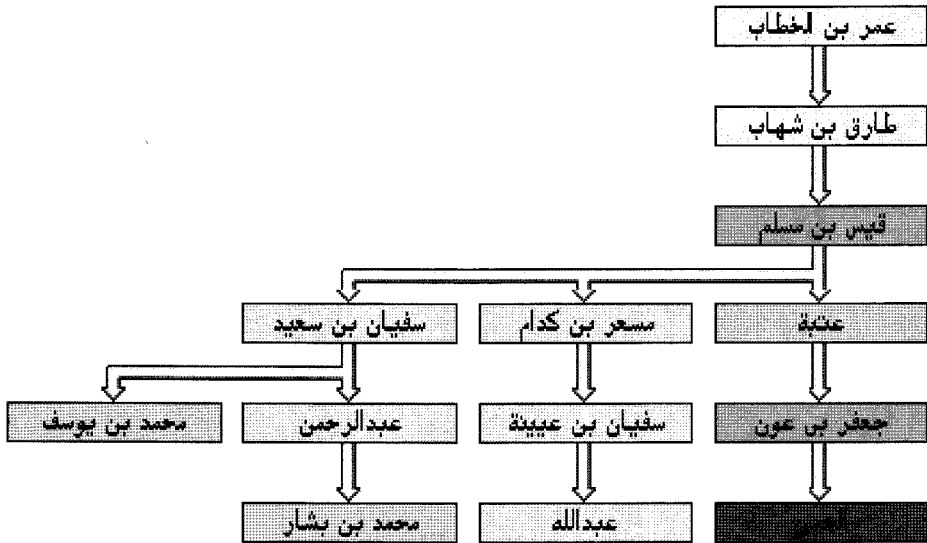 عمر بن الخطاب
طارق بن شهاب
قيس بن مسلم
عتبة
مسعر بن كدام
سفيان بن سعيد
جعفر بن عون
سفيان بن عيينة
عبدالرحمن
محمد بن يوسف
عبدالله
محمد بن بشار